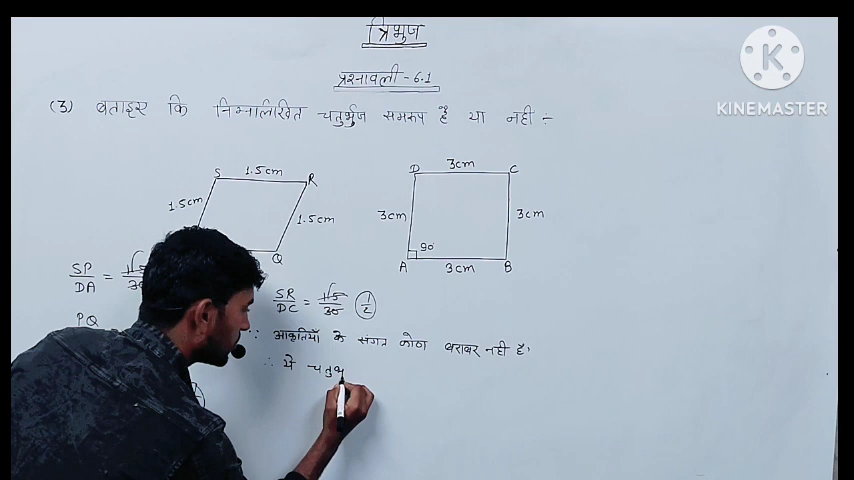 त्रिभुज
प्रश्नावली - 6.1
(3) बताइए कि निम्नलिखित चतुर्भुज समरूप है या नही :-
KINEMASTER
S 1.5cm R
1.5cm
1.5cm
Q
D 3cm C
3cm
3cm
90°
A 3cm B
SP/DA =
SR/DC = 15/30 1/2
PQ
∵ आकृतियाँ के संगत कोण बराबर नही है।
∴ ये चतुर्भ